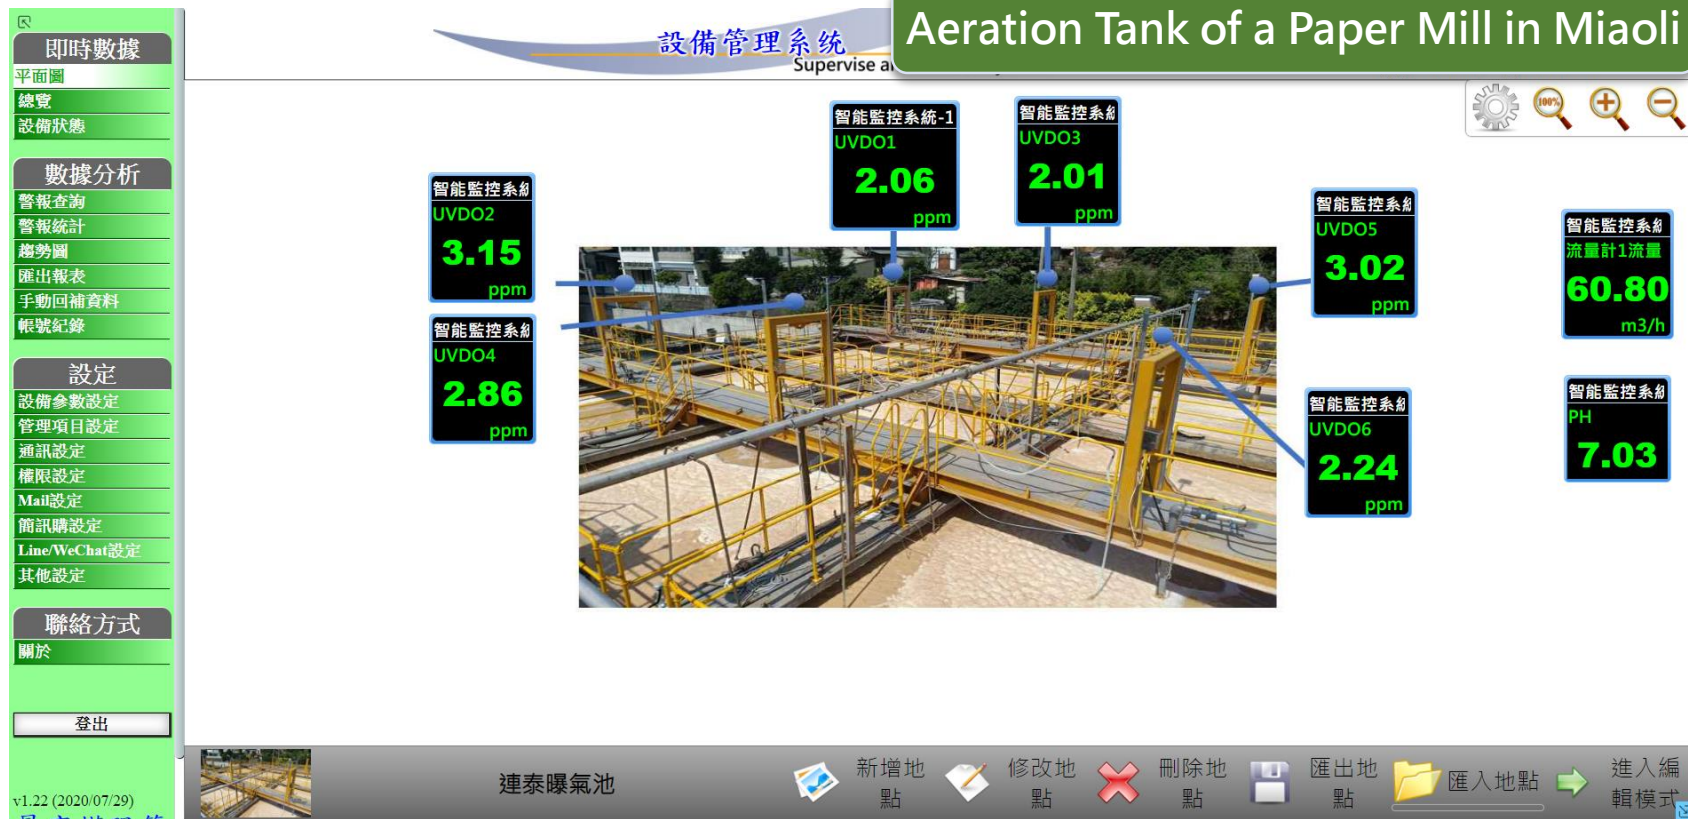 即時數據
平面圖
總覽
設備狀態
數據分析
警報查詢
警報統計
趨勢圖
匯出報表
手動回補資料
帳號紀錄
設定
設備參數設定
管理項目設定
通訊設定
權限設定
Mail設定
簡訊購設定
Line/WeChat設定
其他設定
聯絡方式
關於
登出
v1.22 (2020/07/29)
設備管理系統
Supervise a
Aeration Tank of a Paper Mill in Miaoli
100%
智能監控系統-1
UVDO1
2.06
ppm
智能監控系統
UVDO3
2.01
ppm
智能監控系統
UVDO2
3.15
ppm
智能監控系統
UVDO5
3.02
ppm
智能監控系統
流量計1流量
60.80
m3/h
智能監控系統
UVDO4
2.86
ppm
智能監控系統
UVDO6
2.24
ppm
智能監控系統
PH
7.03
連泰曝氣池
新增地
點
修改地
點
刪除地
點
匯出地
點
匯入地點
進入編
輯模式